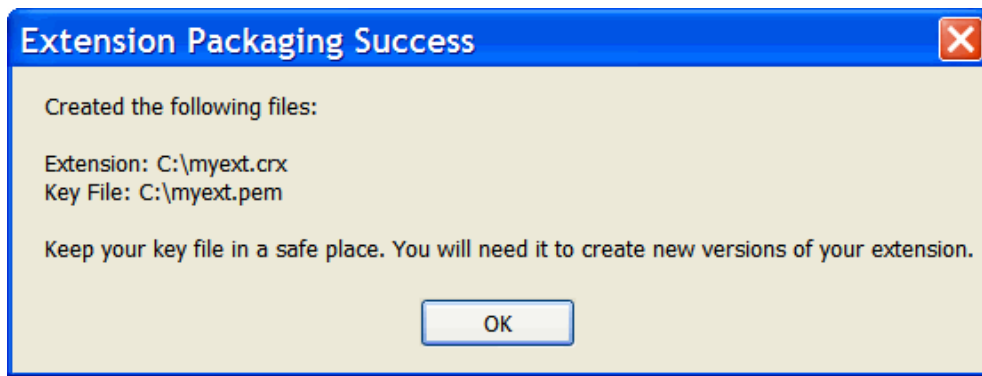 Extension Packaging Success
Created the following files:
Extension: C:\myext.crx
Key File: C:\myext.pem
Keep your key file in a safe place. You will need it to create new versions of your extension.
OK